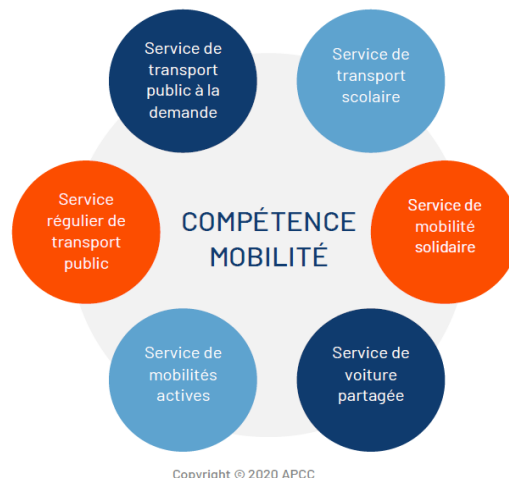 Service de
transport
public à la
demande
Service de
transport
scolaire
Service
régulier de
transport
public
COMPÉTENCE
MOBILITÉ
Service de
mobilité
solidaire
Service de
mobilités
actives
Service de
voiture
partagée
Copyright © 2020 APCC